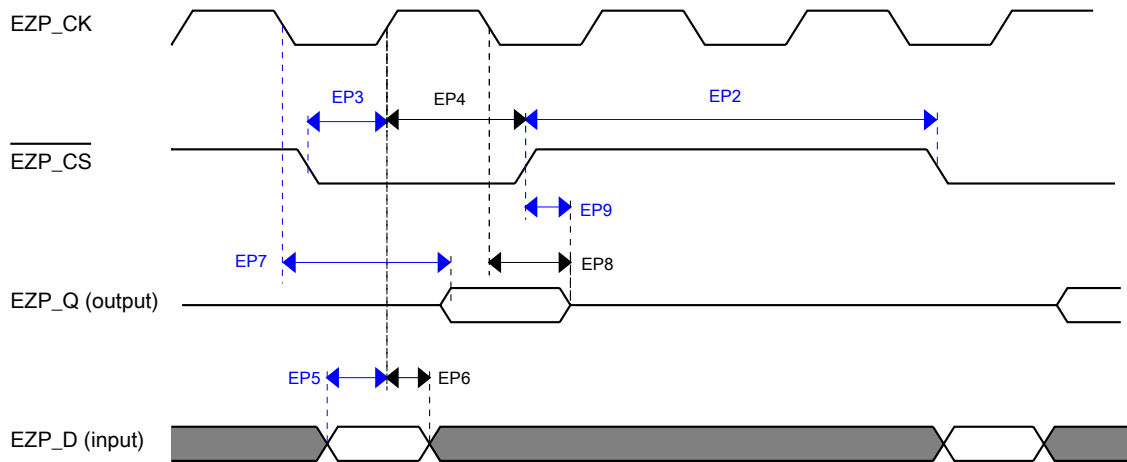 EZP_CK
EP3
EP4
EP2
EZP_CS
EP9
EP7
EP8
EZP_Q (output)
EP5
EP6
EZP_D (input)